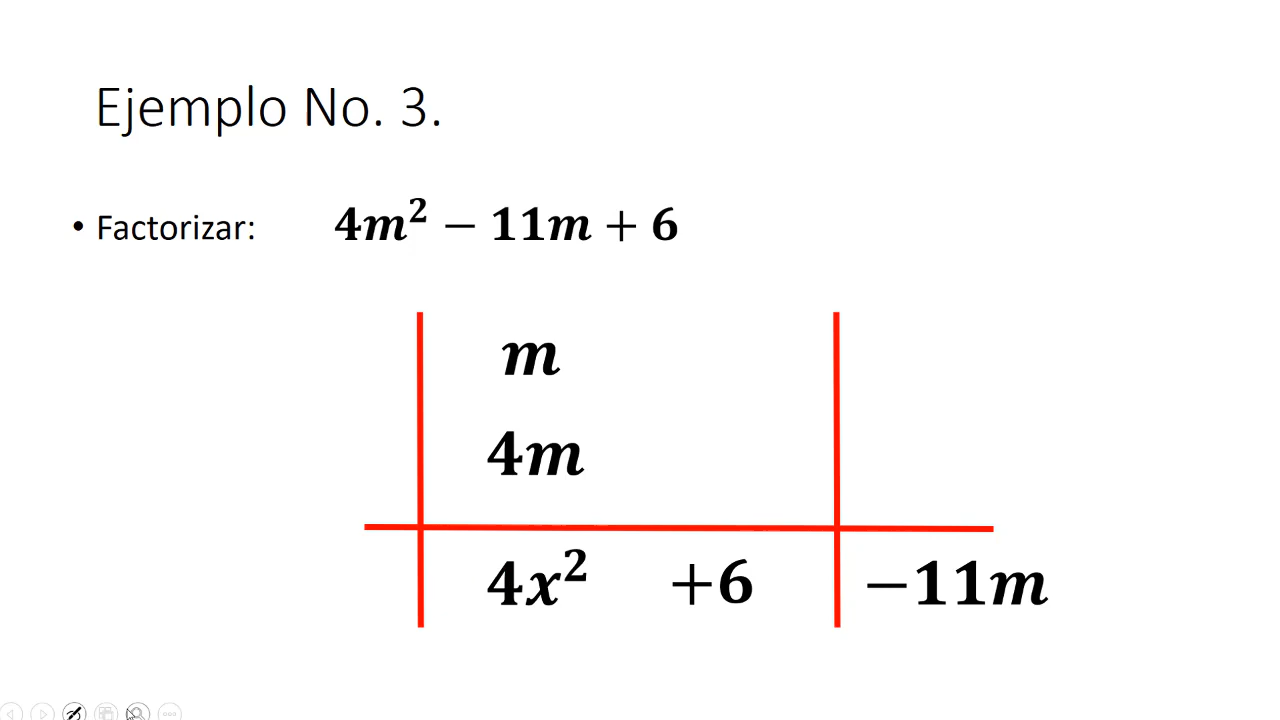 Ejemplo No. 3.
• Factorizar: 4m² − 11m + 6
m
4m
4x² +6 −11m